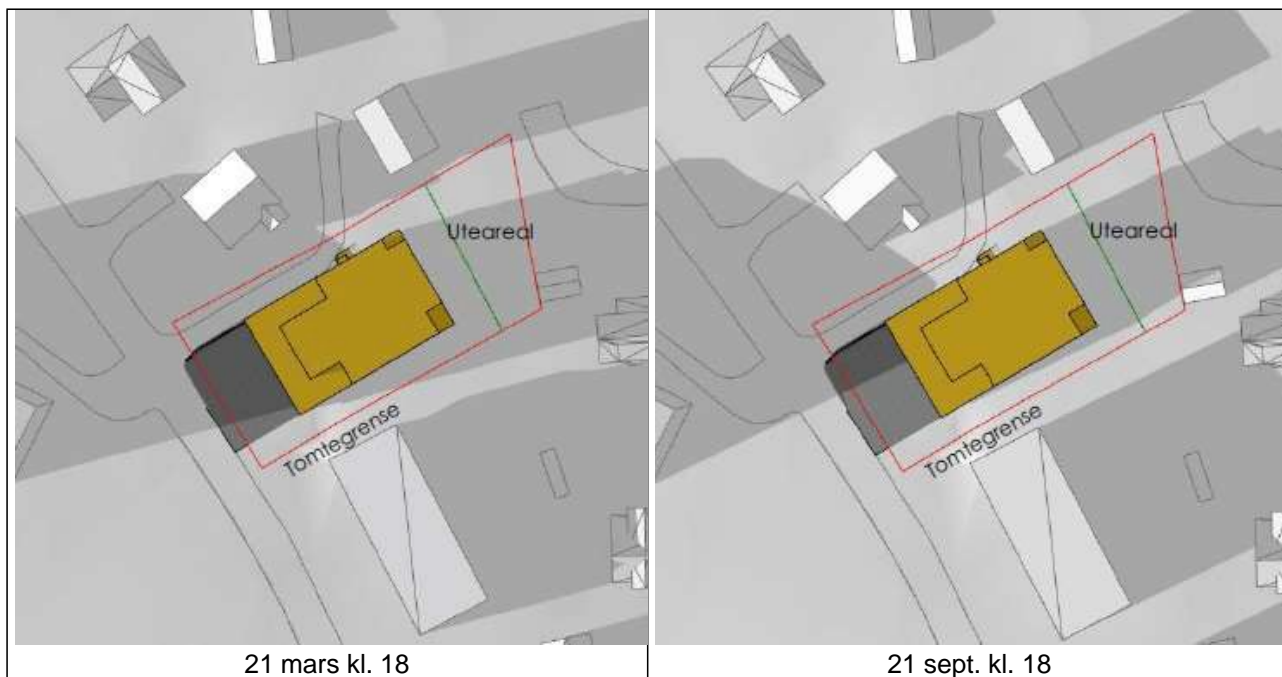 Uteareal
Tomtegrense
21 mars kl. 18
Uteareal
Tomtegrense
21 sept. kl. 18